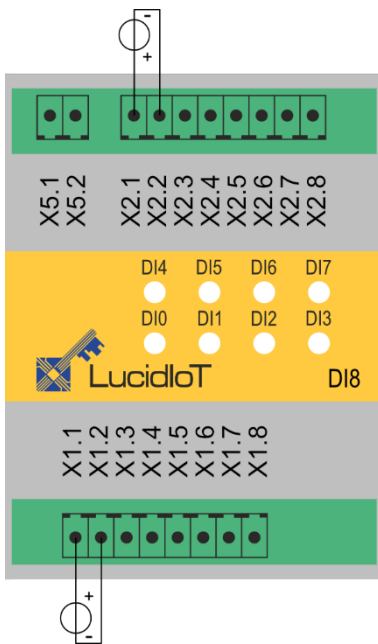 -
+
X5.1 X5.2 X2.1 X2.2 X2.3 X2.4 X2.5 X2.6 X2.7 X2.8
DI4 DI5 DI6 DI7
DI0 DI1 DI2 DI3
LucidIoT DI8
X1.1 X1.2 X1.3 X1.4 X1.5 X1.6 X1.7 X1.8
+
-